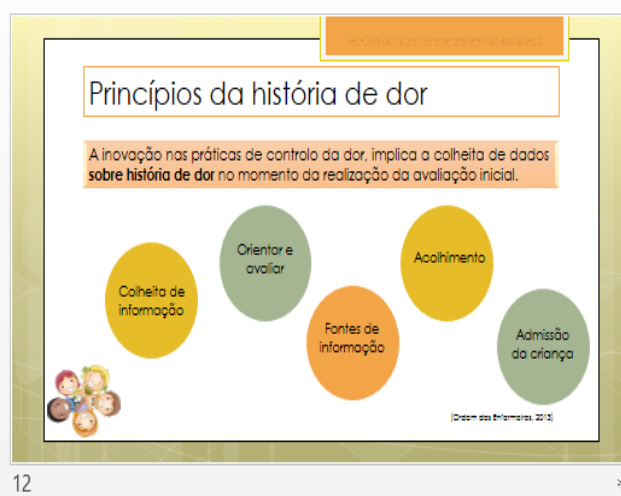 Princípios da história de dor
A inovação nas práticas de controlo da dor, implica a colheita de dados
sobre história de dor no momento da realização da avaliação inicial.
Orientar e
avaliar
Acolhimento
Colheita de
informação
Fontes de
informação
Admissão
da criança
(Ordem dos Enfermeiros, 2013)
12